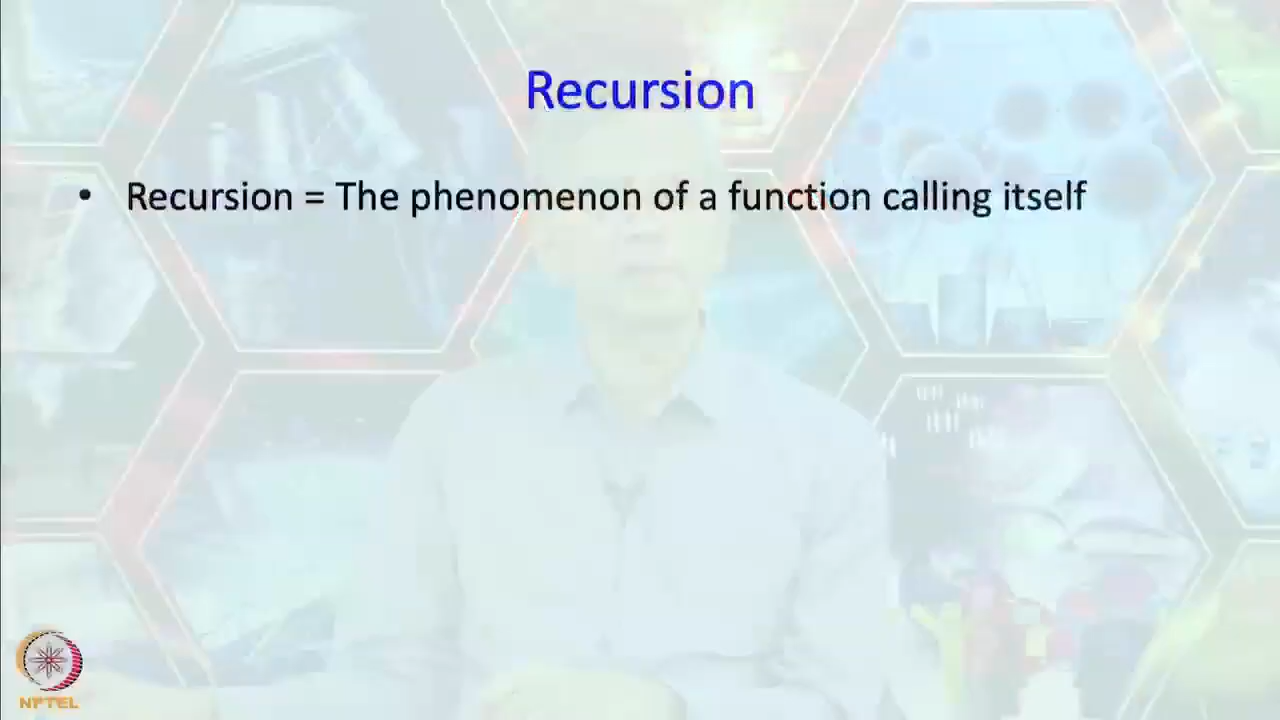 Recursion
• Recursion = The phenomenon of a function calling itself
NPTEL